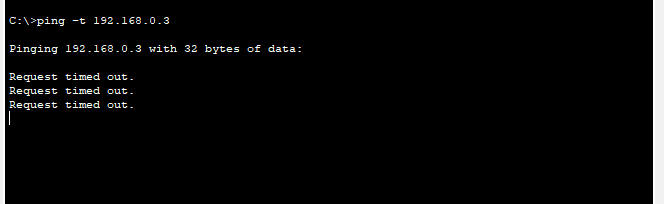 C:\>ping -t 192.168.0.3
Pinging 192.168.0.3 with 32 bytes of data:
Request timed out.
Request timed out.
Request timed out.